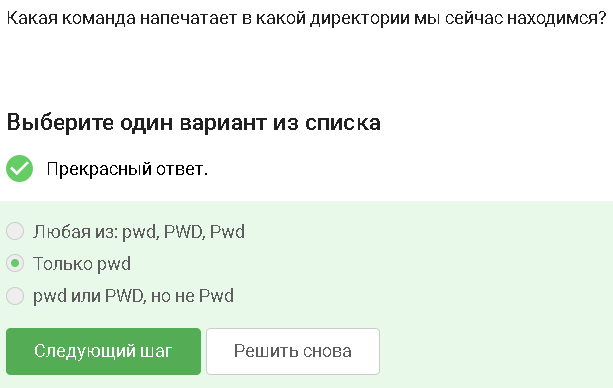 Какая команда напечатает в какой директории мы сейчас находимся?
Выберите один вариант из списка
Прекрасный ответ.
Любая из: pwd, PWD, Pwd
Только pwd
pwd или PWD, но не Pwd
Следующий шаг
Решить снова